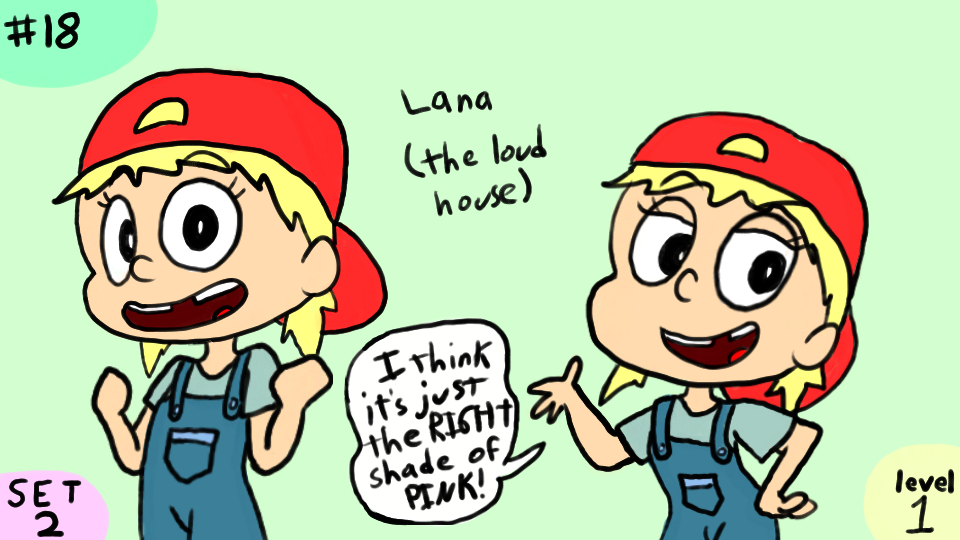 #18
Lana
(the loud
house)
I think
it's just
the RIGHT
shade of
PINK!
SET
2
level
1